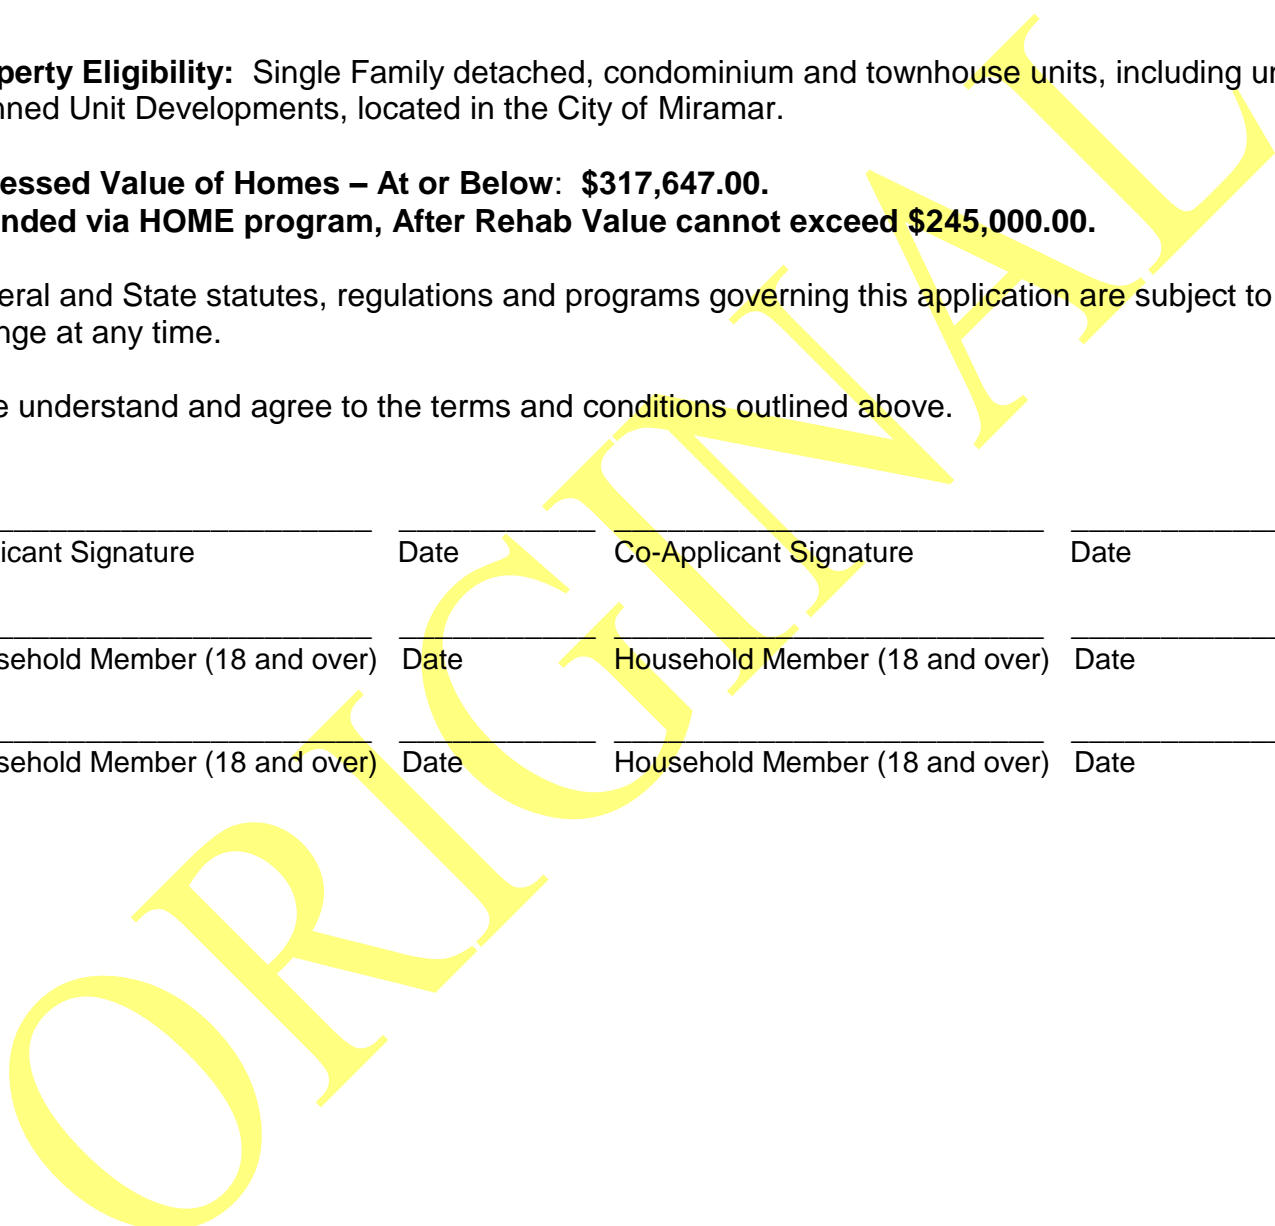 perty Eligibility: Single Family detached, condominium and townhouse units, including un
nned Unit Developments, located in the City of Miramar.
essed Value of Homes – At or Below: $317,647.00.
nded via HOME program, After Rehab Value cannot exceed $245,000.00.
eral and State statutes, regulations and programs governing this application are subject to
nge at any time.
e understand and agree to the terms and conditions outlined above.
icant Signature Date Co-Applicant Signature Date
sehold Member (18 and over) Date Household Member (18 and over) Date
sehold Member (18 and over) Date Household Member (18 and over) Date
ORIGINAL